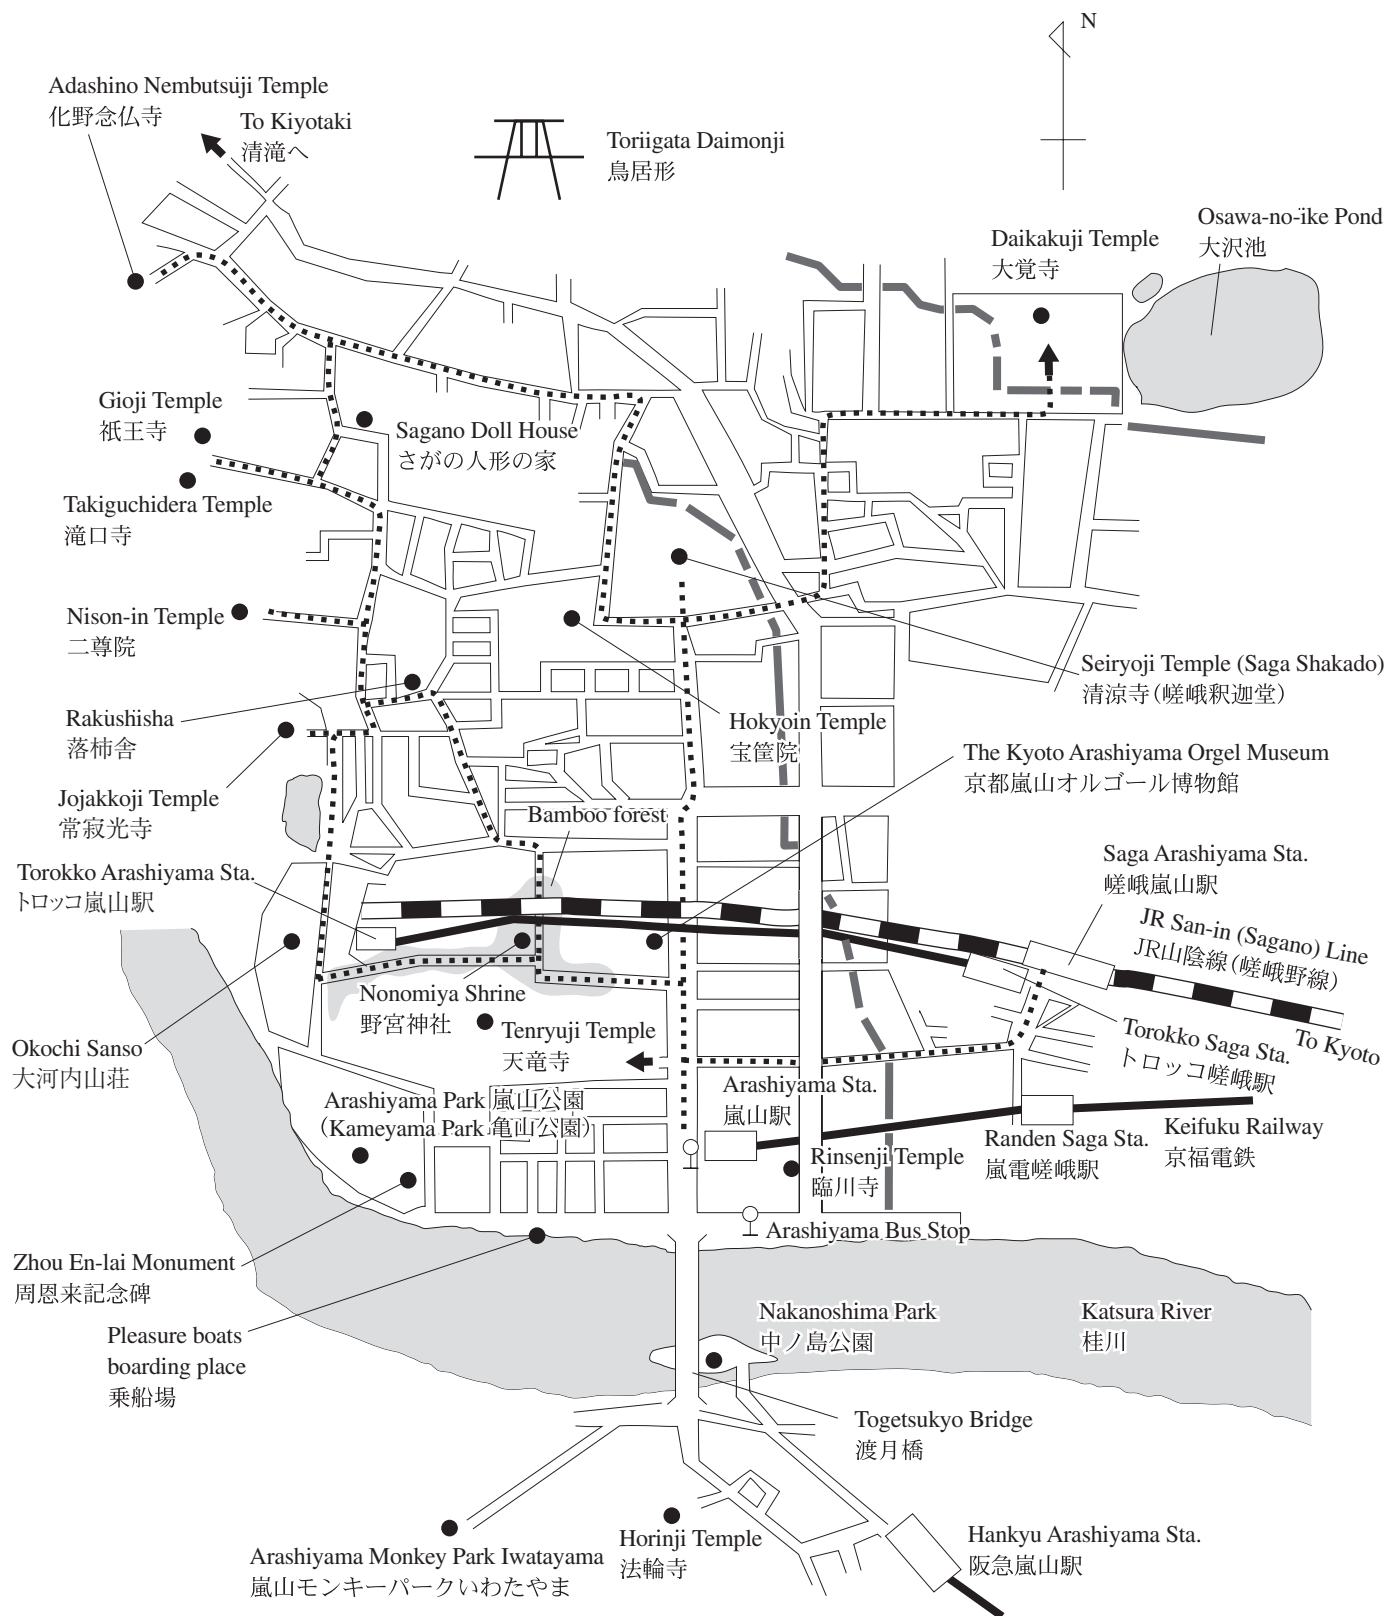 N
Adashino Nembutsuji Temple
化野念仏寺
To Kiyotaki
清滝へ
Toriigata Daimonji
鳥居形
Osawa-no-ike Pond
大沢池
Daikakuji Temple
大覚寺
Gioji Temple
祇王寺
Sagano Doll House
さがの人形の家
Takiguchidera Temple
滝口寺
Nison-in Temple
二尊院
Seiryoji Temple (Saga Shakado)
清涼寺（嵯峨釈迦堂）
Rakushisha
落柿舎
Hokyoin Temple
宝筐院
The Kyoto Arashiyama Orgel Museum
京都嵐山オルゴール博物館
Jojakkoji Temple
常寂光寺
Bamboo forest
Torokko Arashiyama Sta.
トロッコ嵐山駅
Saga Arashiyama Sta.
嵯峨嵐山駅
JR San-in (Sagano) Line
JR山陰線（嵯峨野線）
To Kyoto
Nonomiya Shrine
野宮神社
Tenryuji Temple
天竜寺
Torokko Saga Sta.
トロッコ嵯峨駅
Okochi Sanso
大河内山荘
Arashiyama Park 嵐山公園
（Kameyama Park 亀山公園）
Arashiyama Sta.
嵐山駅
Rinsenji Temple
臨川寺
Randen Saga Sta.
嵐電嵯峨駅
Keifuku Railway
京福電鉄
Arashiyama Bus Stop
Zhou En-lai Monument
周恩来記念碑
Pleasure boats
boarding place
乗船場
Nakanoshima Park
中ノ島公園
Katsura River
桂川
Togetsukyo Bridge
渡月橋
Arashiyama Monkey Park Iwatayama
嵐山モンキーパークいわたやま
Horinji Temple
法輪寺
Hankyu Arashiyama Sta.
阪急嵐山駅